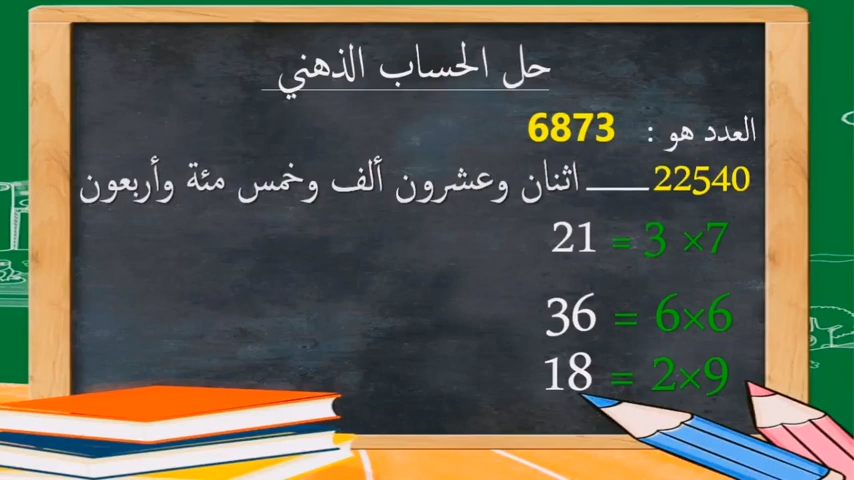 حل الحساب الذهني
العدد هو : 6873
22540 ____ اثنان وعشرون ألف وخمس مئة وأربعون
7× 3 = 21
6×6 = 36
9×2 = 18